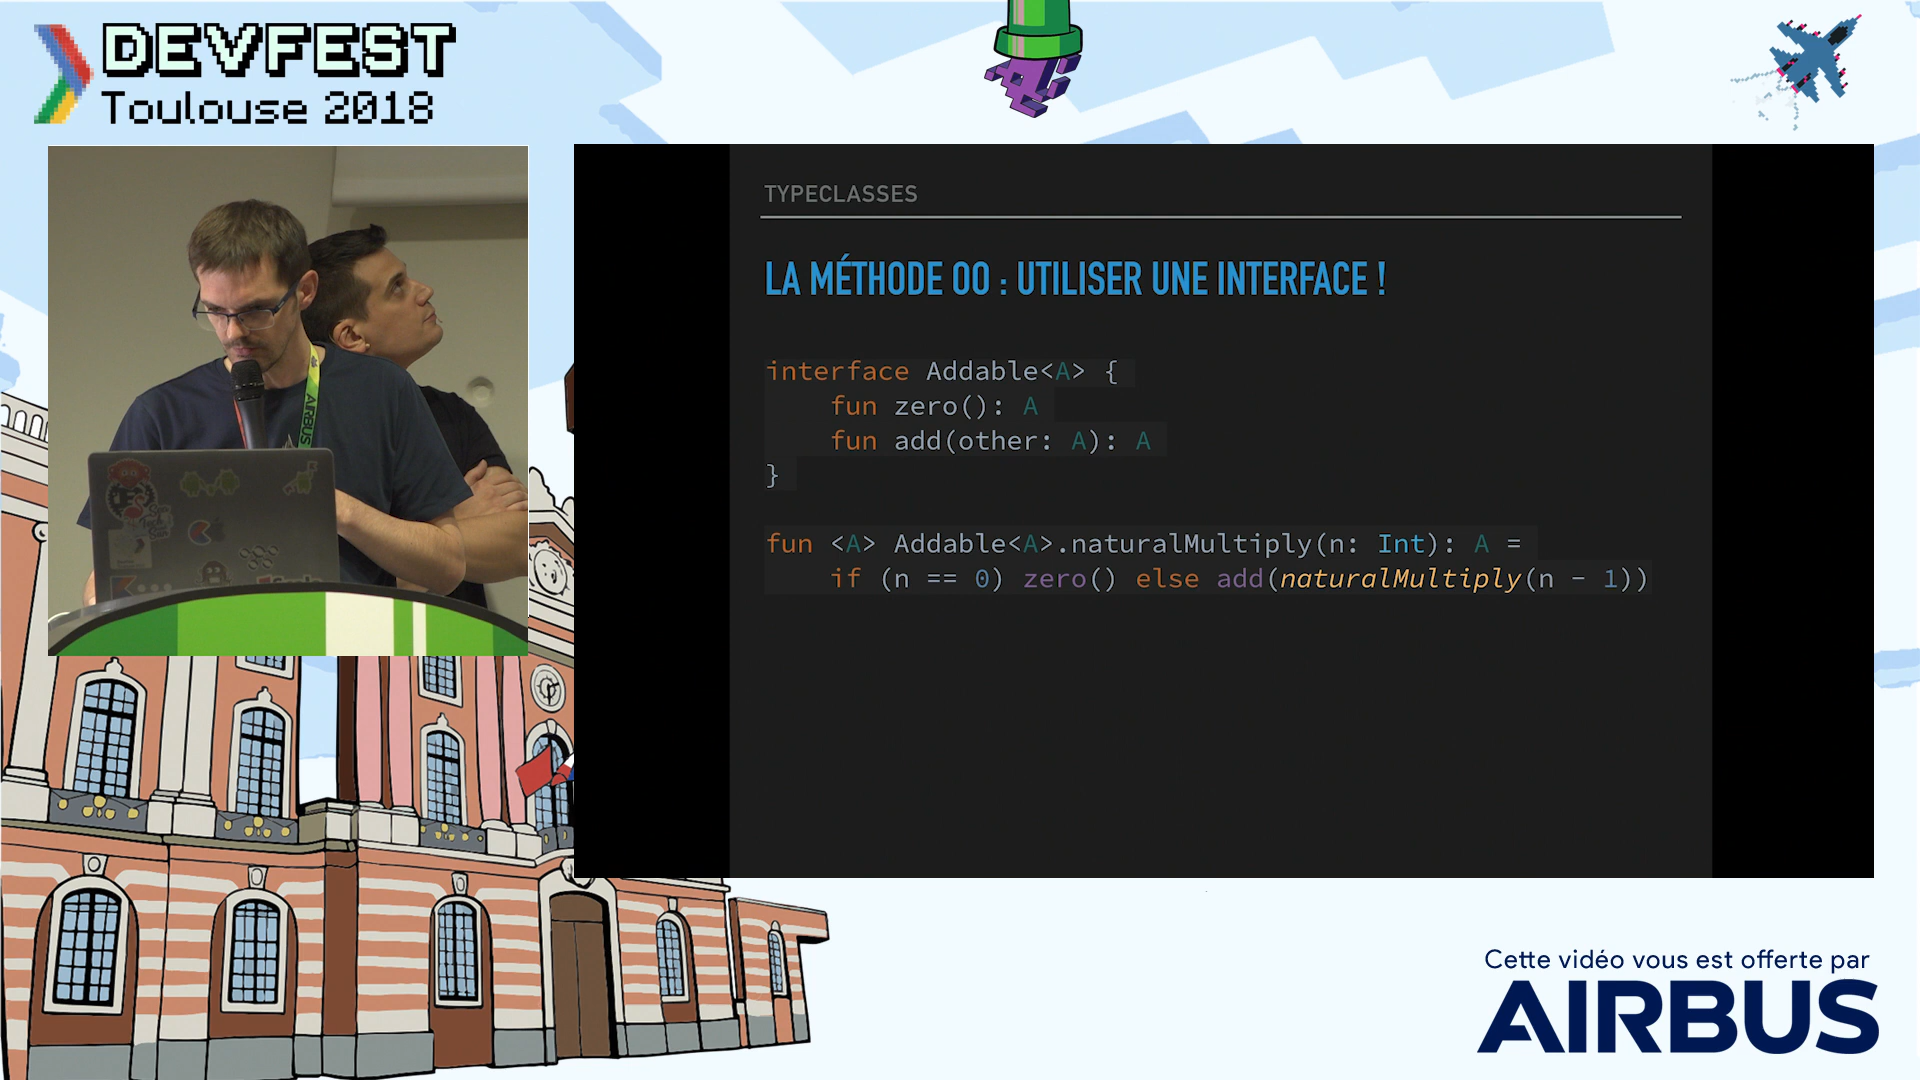 DEVFEST
Toulouse 2018
TYPECLASSES
LA MÉTHODE OO : UTILISER UNE INTERFACE !
interface Addable<A> {
fun zero(): A
fun add(other: A): A
}
fun <A> Addable<A>.naturalMultiply(n: Int): A =
if (n == 0) zero() else add(naturalMultiply(n - 1))
AIRBUS
Cette vidéo vous est offerte par
AIRBUS